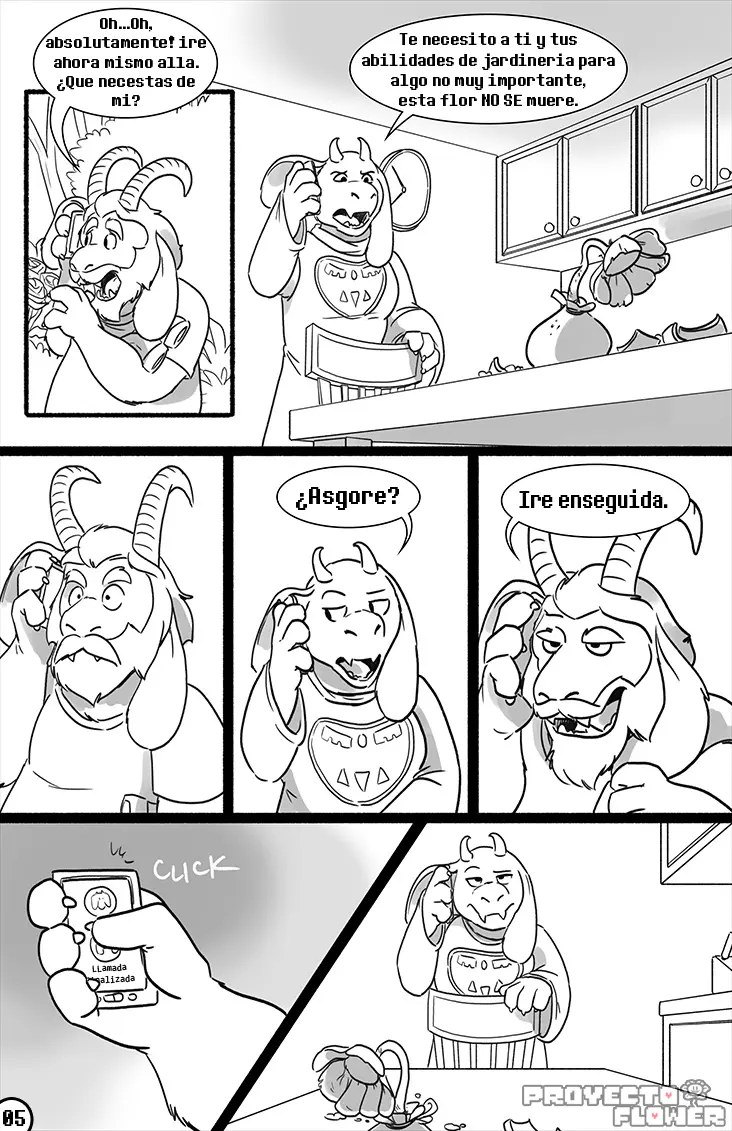 Oh...Oh,
absolutamente! ire
ahora mismo alla.
¿Que necestas de
mi?
Te necesito a ti y tus
abilidades de jardineria para
algo no muy importante,
esta flor NO SE muere.
¿Asgore?
Ire enseguida.
CLICK
LLamada
nalizada
05
PROYECTO
FLOWER